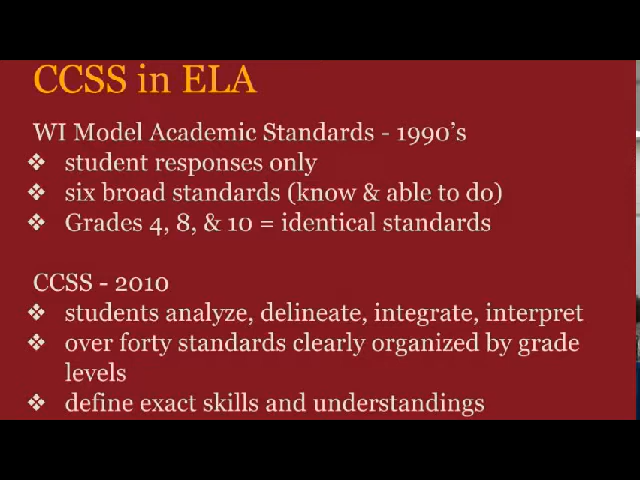 CCSS in ELA
WI Model Academic Standards - 1990's
❖ student responses only
❖ six broad standards (know & able to do)
❖ Grades 4, 8, & 10 = identical standards
CCSS - 2010
❖ students analyze, delineate, integrate, interpret
❖ over forty standards clearly organized by grade
levels
❖ define exact skills and understandings